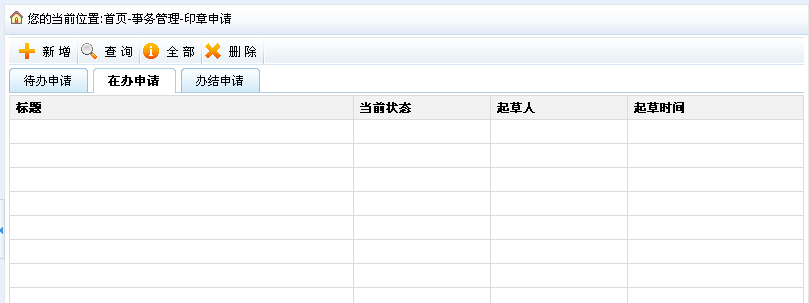 您的当前位置:首页-事务管理-印章申请
新增 查询 全部 删除
待办申请 在办申请 办结申请
标题 当前状态 起草人 起草时间